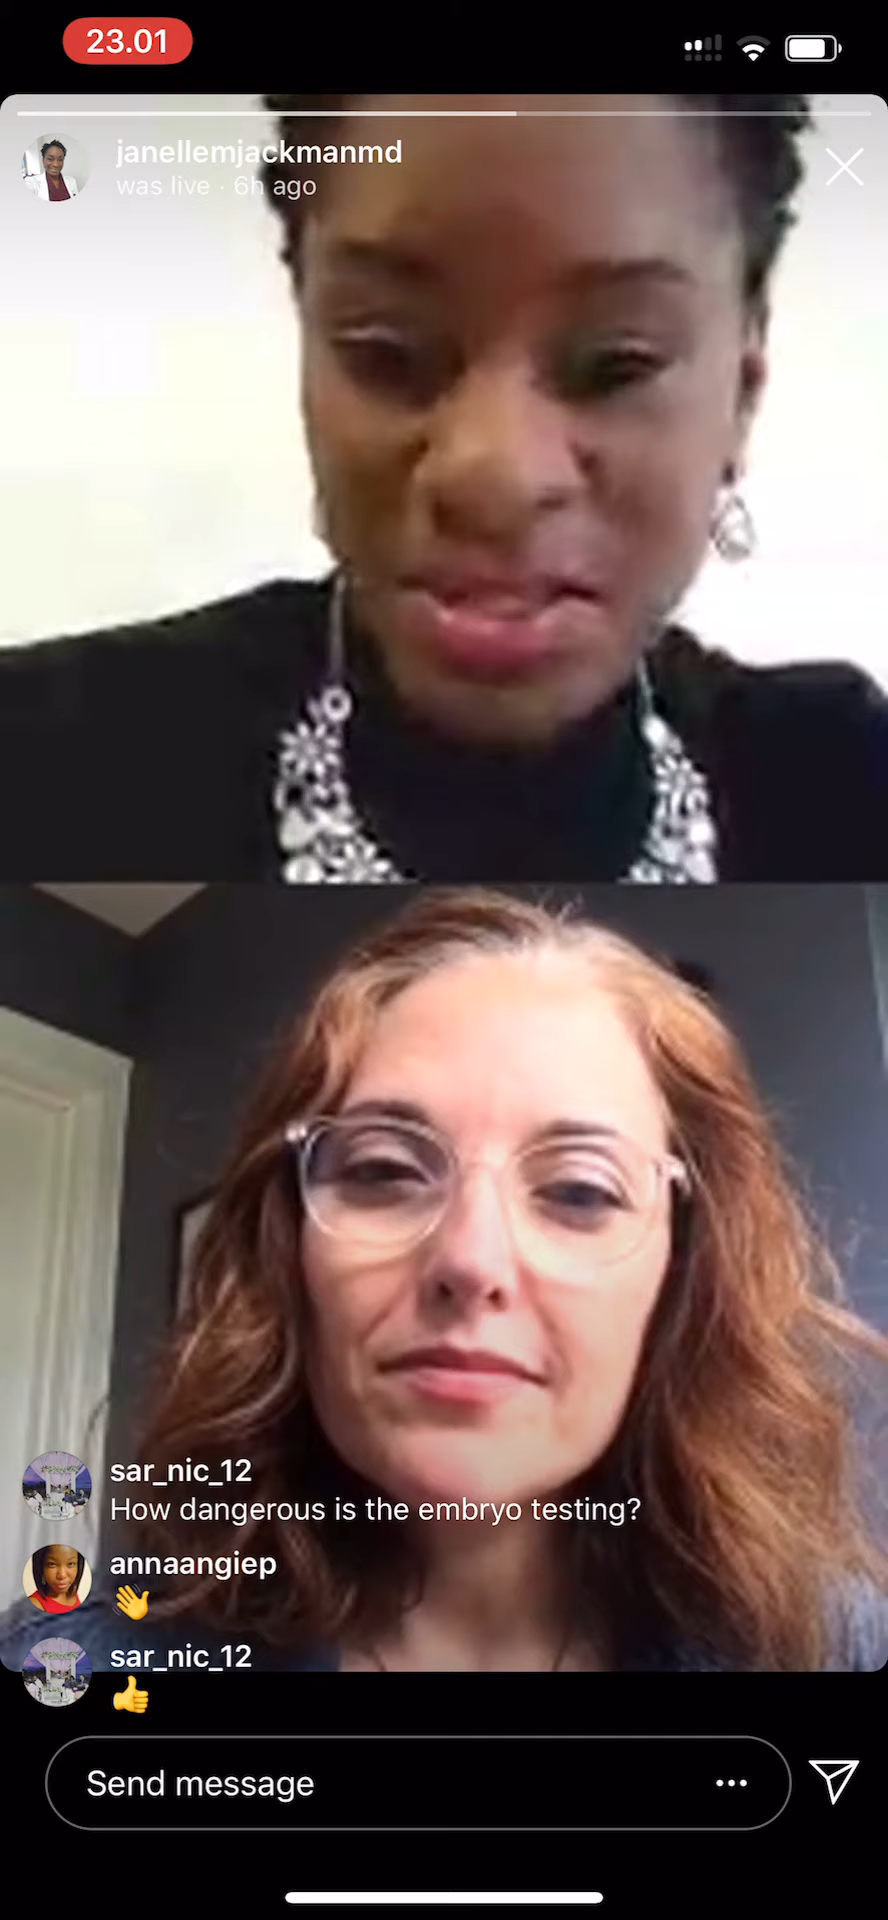 23.01
janellemjackmanmd
was live · 6h ago
sar_nic_12
How dangerous is the embryo testing?
annaangiep
👋
sar_nic_12
👍
Send message